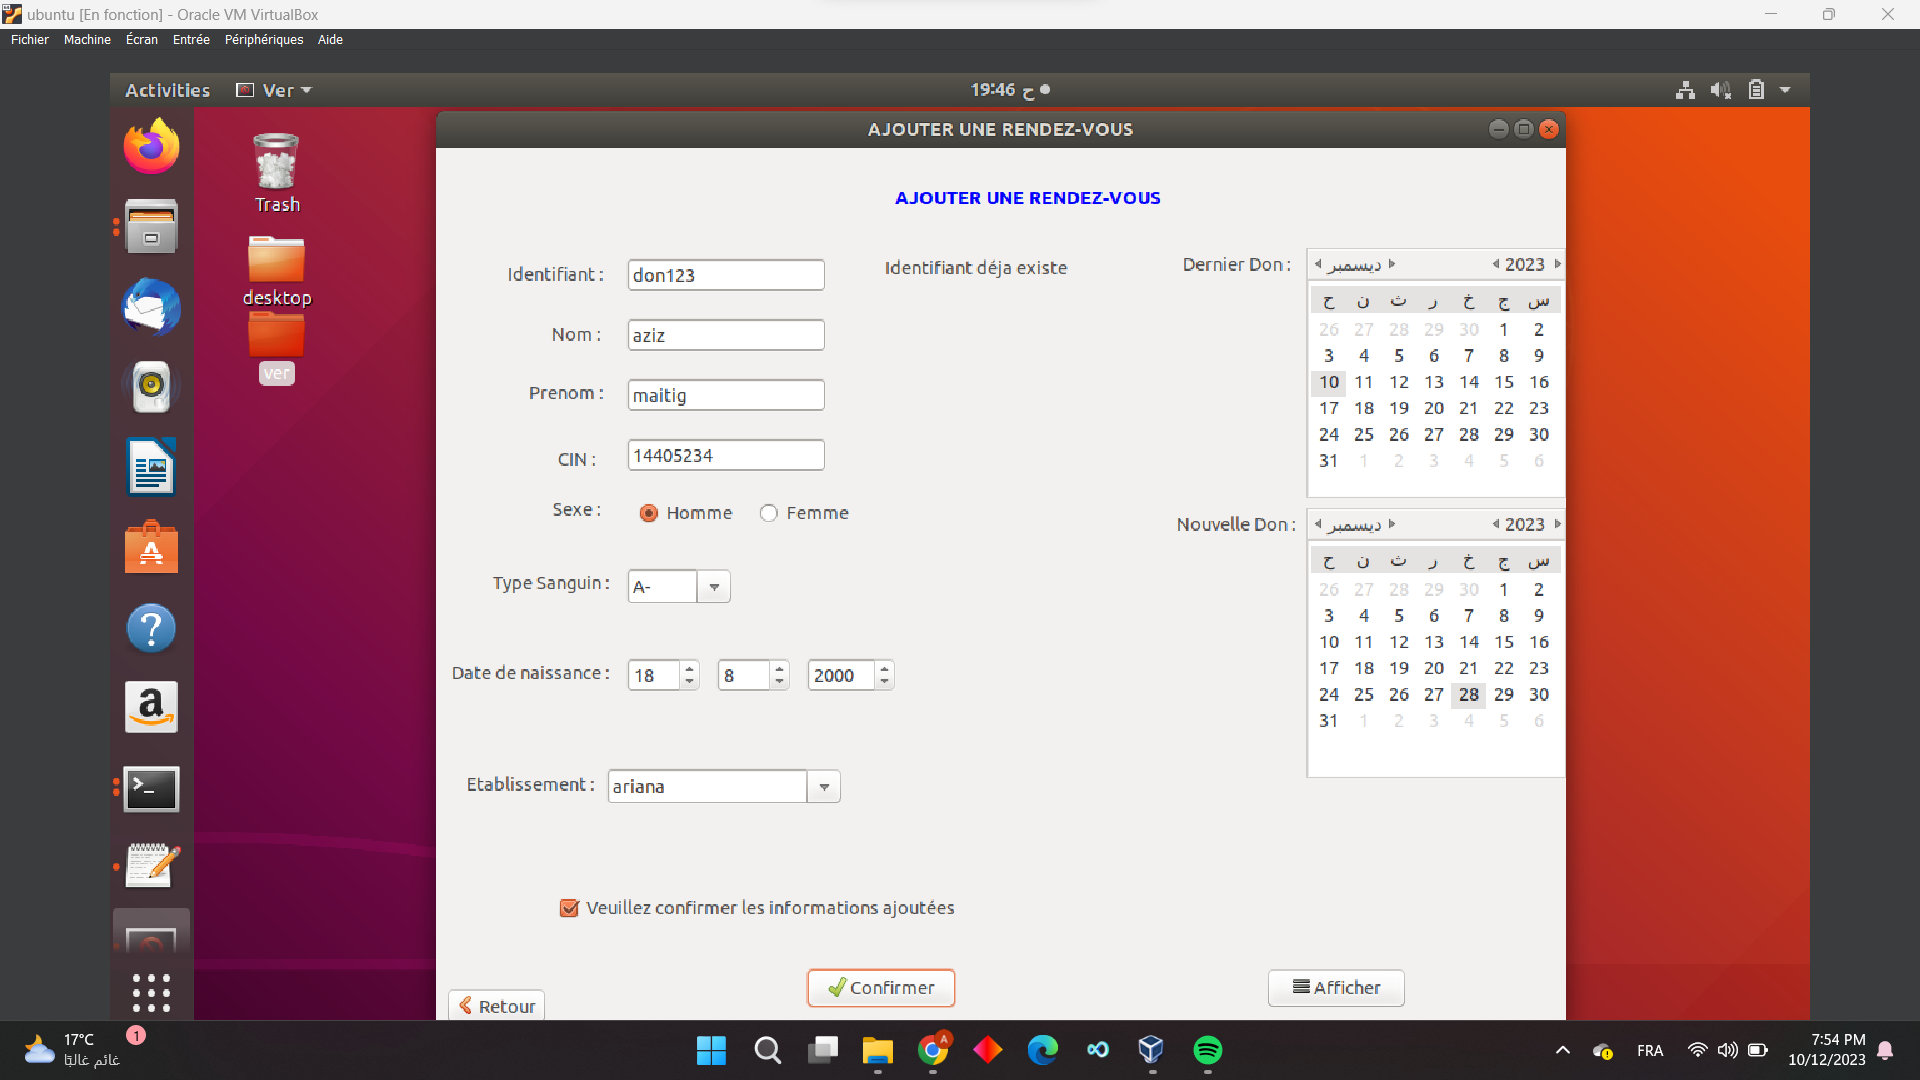 ubuntu [En fonction] - Oracle VM VirtualBox
Fichier Machine Écran Entrée Périphériques Aide
Activities Ver 19:46 ح
Trash
desktop
ver
AJOUTER UNE RENDEZ-VOUS
AJOUTER UNE RENDEZ-VOUS
Identifiant : don123 Identifiant déja existe
Nom : aziz
Prenom : maitig
CIN : 14405234
Sexe : Homme Femme
Type Sanguin : A-
Date de naissance : 18 8 2000
Etablissement : ariana
Veuillez confirmer les informations ajoutées
Retour Confirmer Afficher
Dernier Don :
ديسمبر 2023
ح ن ث ر خ ج س
26 27 28 29 30 1 2
3 4 5 6 7 8 9
10 11 12 13 14 15 16
17 18 19 20 21 22 23
24 25 26 27 28 29 30
31 1 2 3 4 5 6
Nouvelle Don :
ديسمبر 2023
ح ن ث ر خ ج س
26 27 28 29 30 1 2
3 4 5 6 7 8 9
10 11 12 13 14 15 16
17 18 19 20 21 22 23
24 25 26 27 28 29 30
31 1 2 3 4 5 6
17°C 1
غائم غالبًا
A
FRA
7:54 PM
10/12/2023